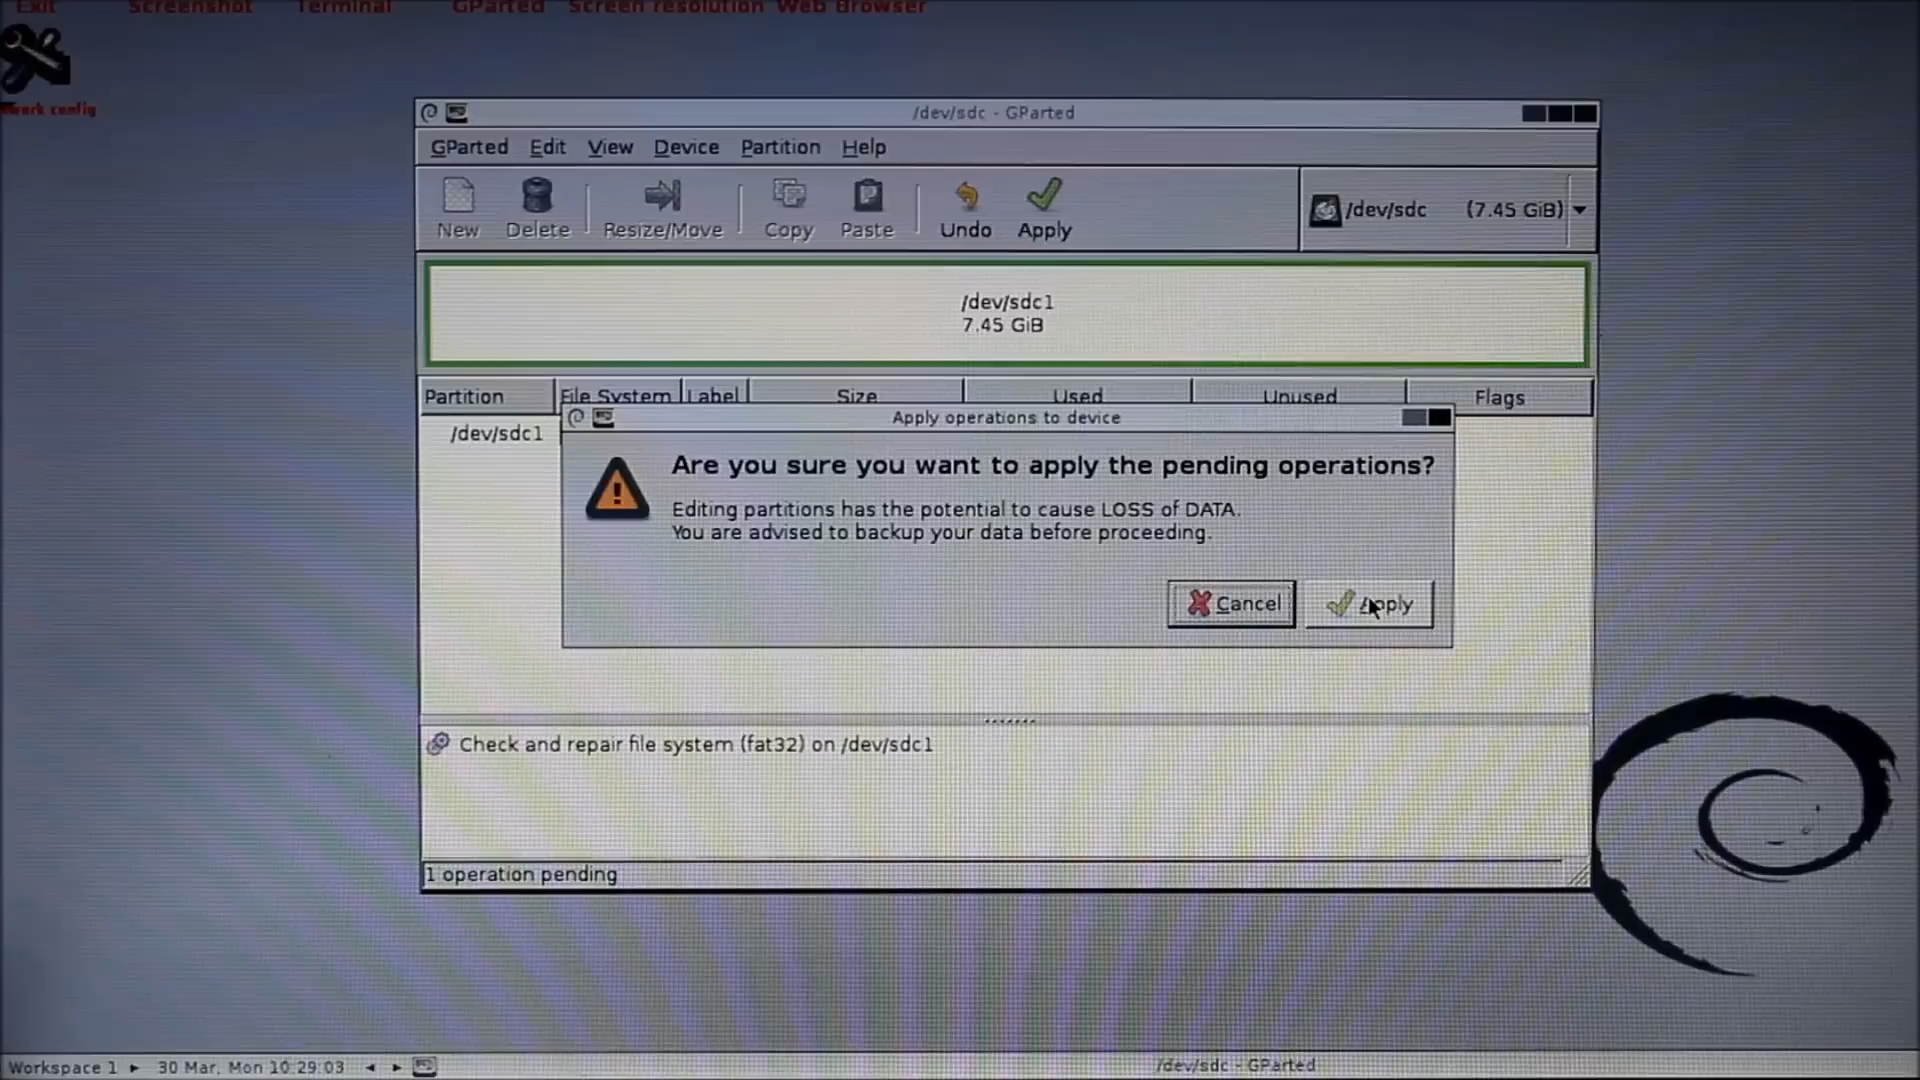 Exit Screenshot Terminal GParted Screen resolution Web Browser
config
/dev/sdc - GParted
GParted Edit View Device Partition Help
New Delete Resize/Move Copy Paste Undo Apply
/dev/sdc (7.45 GiB)
/dev/sdc1
7.45 GiB
Partition File System Label Size Used Unused Flags
/dev/sdc1
Apply operations to device
Are you sure you want to apply the pending operations?
Editing partitions has the potential to cause LOSS of DATA.
You are advised to backup your data before proceeding.
Cancel Apply
Check and repair file system (fat32) on /dev/sdc1
1 operation pending
Workspace 1 30 Mar, Mon 10:29:03 /dev/sdc - GParted